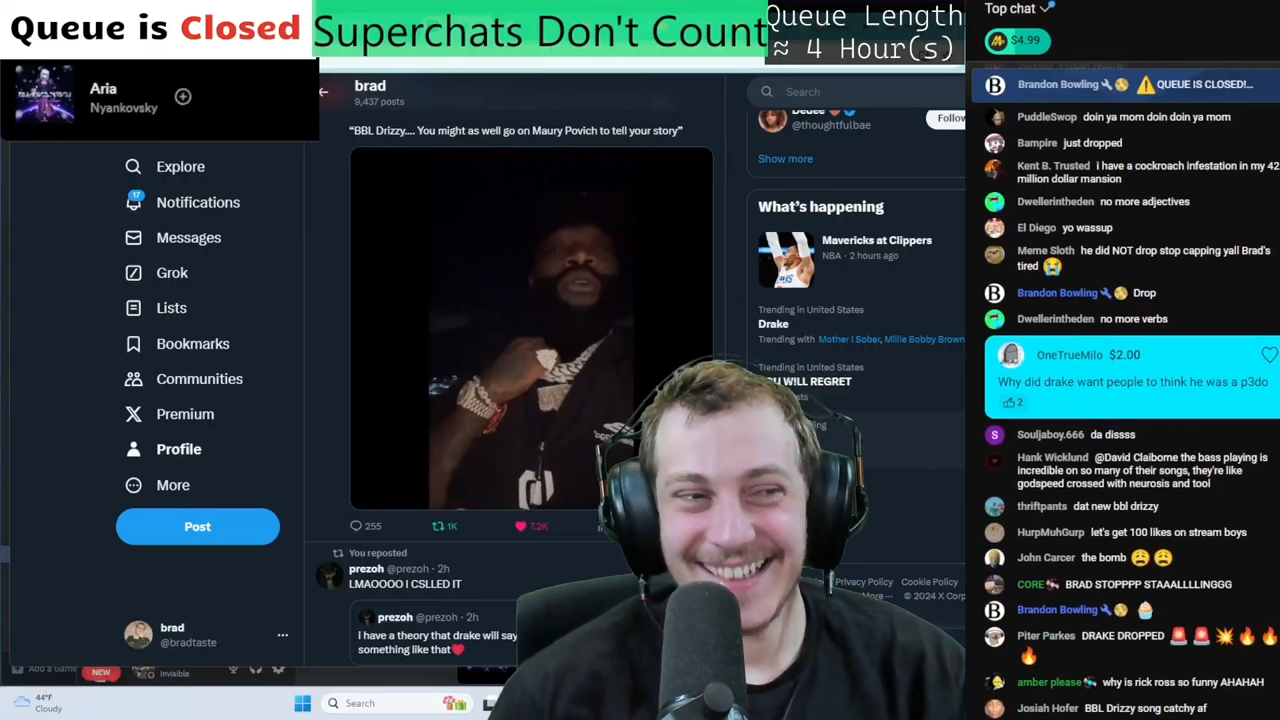 Queue is Closed
Superchats Don't Count
Queue Length
≈ 4 Hour(s)
Aria
Nyankovsky
brad
9,437 posts
Explore
Notifications
17
Messages
Grok
Lists
Bookmarks
Communities
Premium
Profile
More
Post
brad
@bradtaste
"BBL Drizzy.... You might as well go on Maury Povich to tell your story"
255
1K
7.2K
You reposted
prezoh @prezoh · 2h
LMAOOOO I CSLLED IT
prezoh @prezoh · 2h
i have a theory that drake will say
something like that
Search
@thoughtfulbae
Follow
Show more
What's happening
Mavericks at Clippers
NBA · 2 hours ago
Trending in United States
Drake
Trending with Mother I Sober, Millie Bobby Brown
Trending in United States
REGRET
Privacy Policy
Cookie Policy
© 2024 X Corp
Add a Game
NEW
Invisible
44°F
Cloudy
Search
Top chat
$4.99
Brandon Bowling QUEUE IS CLOSED!...
PuddleSwop doin ya mom doin doin ya mom
Bampire just dropped
Kent B. Trusted i have a cockroach infestation in my 42
million dollar mansion
Dwellerintheden no more adjectives
El Diego yo wassup
Meme Sloth he did NOT drop stop capping yall Brad's
tired 😭
Brandon Bowling Drop
Dwellerintheden no more verbs
OneTrueMilo $2.00
Why did drake want people to think he was a p3do
2
Souljaboy.666 da dissss
Hank Wicklund @David Claiborne the bass playing is
incredible on so many of their songs, they're like
godspeed crossed with neurosis and tool
thriftpants dat new bbl drizzy
HurpMuhGurp let's get 100 likes on stream boys
John Carcer the bomb 😩😩
CORE BRAD STOPPPP STAAALLLLINGGG
Brandon Bowling 🧁
Piter Parkes DRAKE DROPPED 🚨🚨💥🔥🔥🔥
🔥
amber please why is rick ross so funny AHAHAH
Josiah Hofer BBL Drizzy song catchy af